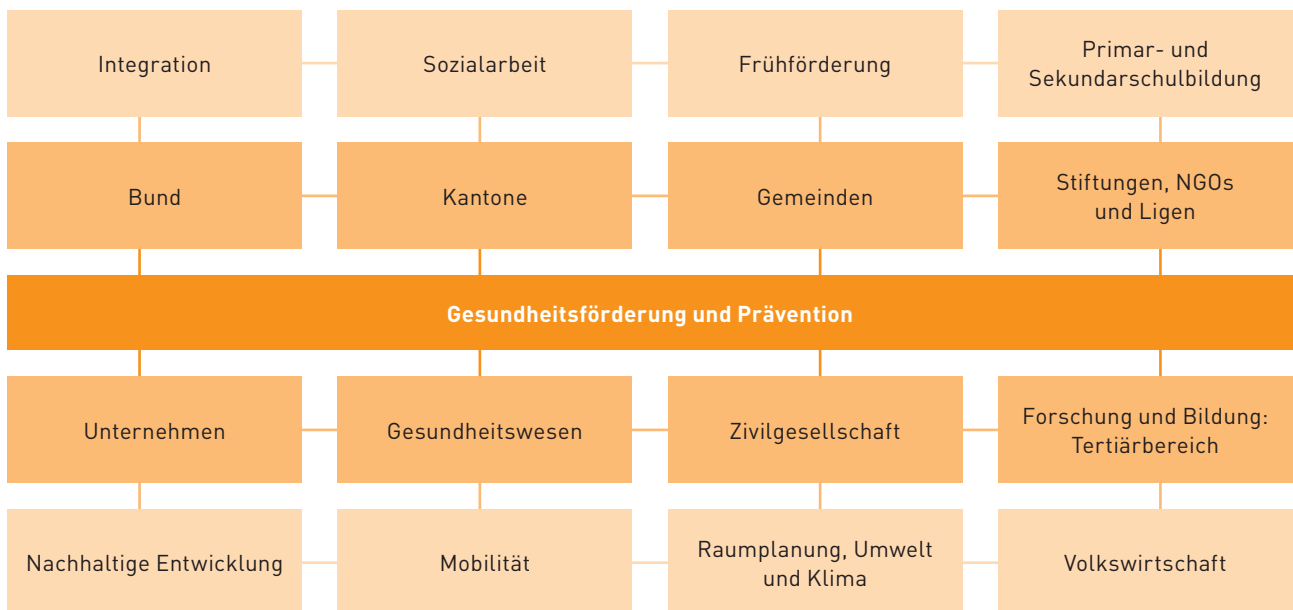 Integration
Sozialarbeit
Frühförderung
Primar- und
Sekundarschulbildung
Bund
Kantone
Gemeinden
Stiftungen, NGOs
und Ligen
Gesundheitsförderung und Prävention
Unternehmen
Gesundheitswesen
Zivilgesellschaft
Forschung und Bildung:
Tertiärbereich
Nachhaltige Entwicklung
Mobilität
Raumplanung, Umwelt
und Klima
Volkswirtschaft